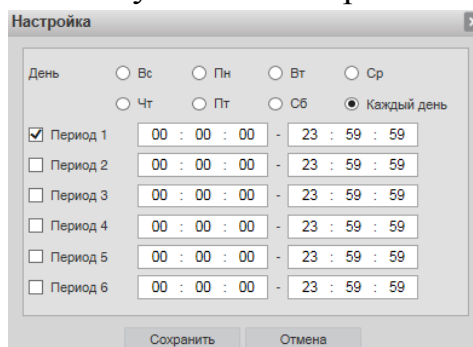 Настройка
День Вс Пн Вт Ср
Чт Пт Сб Каждый день
Период 1 00 : 00 : 00 - 23 : 59 : 59
Период 2 00 : 00 : 00 - 23 : 59 : 59
Период 3 00 : 00 : 00 - 23 : 59 : 59
Период 4 00 : 00 : 00 - 23 : 59 : 59
Период 5 00 : 00 : 00 - 23 : 59 : 59
Период 6 00 : 00 : 00 - 23 : 59 : 59
Сохранить Отмена